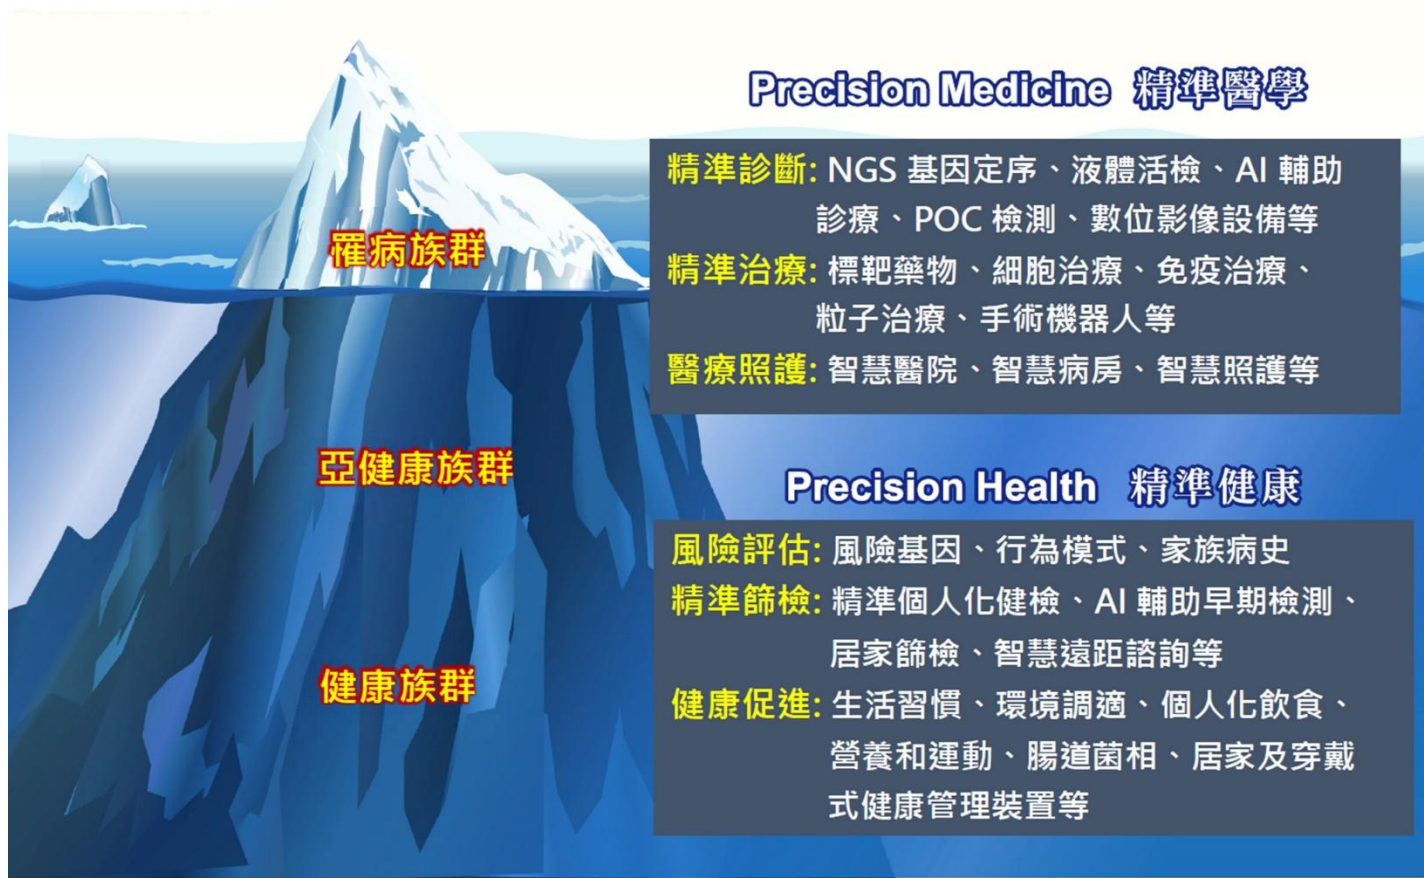 Precision Medicine 精準醫學
精準診斷: NGS 基因定序、液體活檢、AI 輔助
診療、POC 檢測、數位影像設備等
精準治療: 標靶藥物、細胞治療、免疫治療、
粒子治療、手術機器人等
醫療照護: 智慧醫院、智慧病房、智慧照護等
罹病族群
亞健康族群
健康族群
Precision Health 精準健康
風險評估: 風險基因、行為模式、家族病史
精準篩檢: 精準個人化健檢、AI 輔助早期檢測、
居家篩檢、智慧遠距諮詢等
健康促進: 生活習慣、環境調適、個人化飲食、
營養和運動、腸道菌相、居家及穿戴
式健康管理裝置等